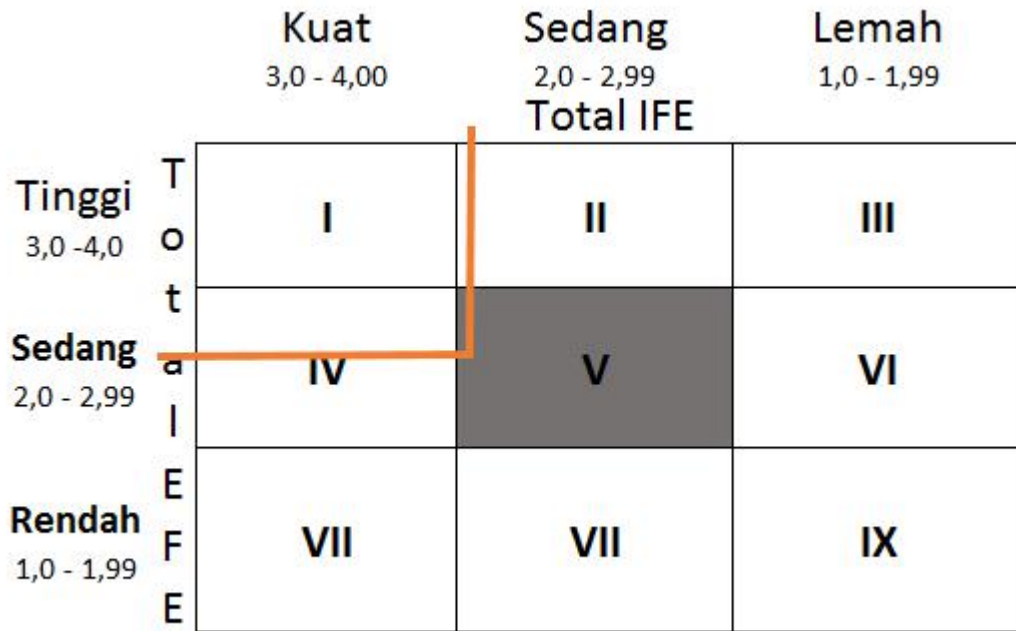 Kuat Sedang Lemah
3,0 - 4,00 2,0 - 2,99 1,0 - 1,99
Total IFE
Total EFE
Tinggi
3,0 -4,0
I II III
Sedang
2,0 - 2,99
IV V VI
Rendah
1,0 - 1,99
VII VII IX